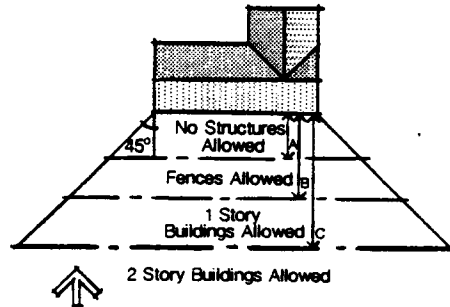 No Structures
Allowed A
45°
Fences Allowed B
1 Story
Buildings Allowed C
2 Story Buildings Allowed